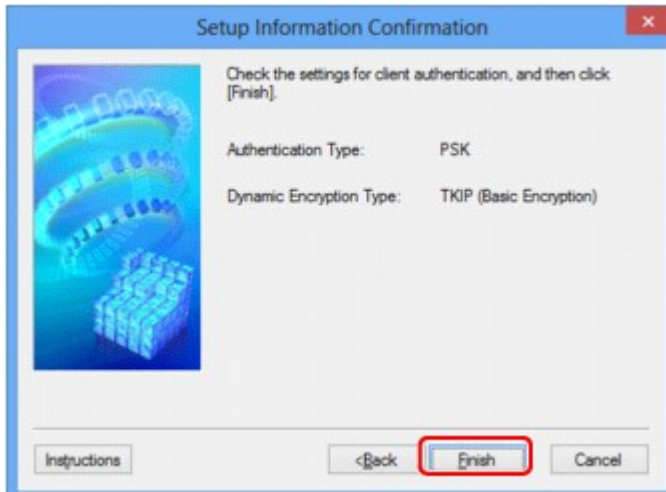 Setup Information Confirmation
Check the settings for client authentication, and then click
[Finish].
Authentication Type: PSK
Dynamic Encryption Type: TKIP (Basic Encryption)
Instructions <Back Finish Cancel